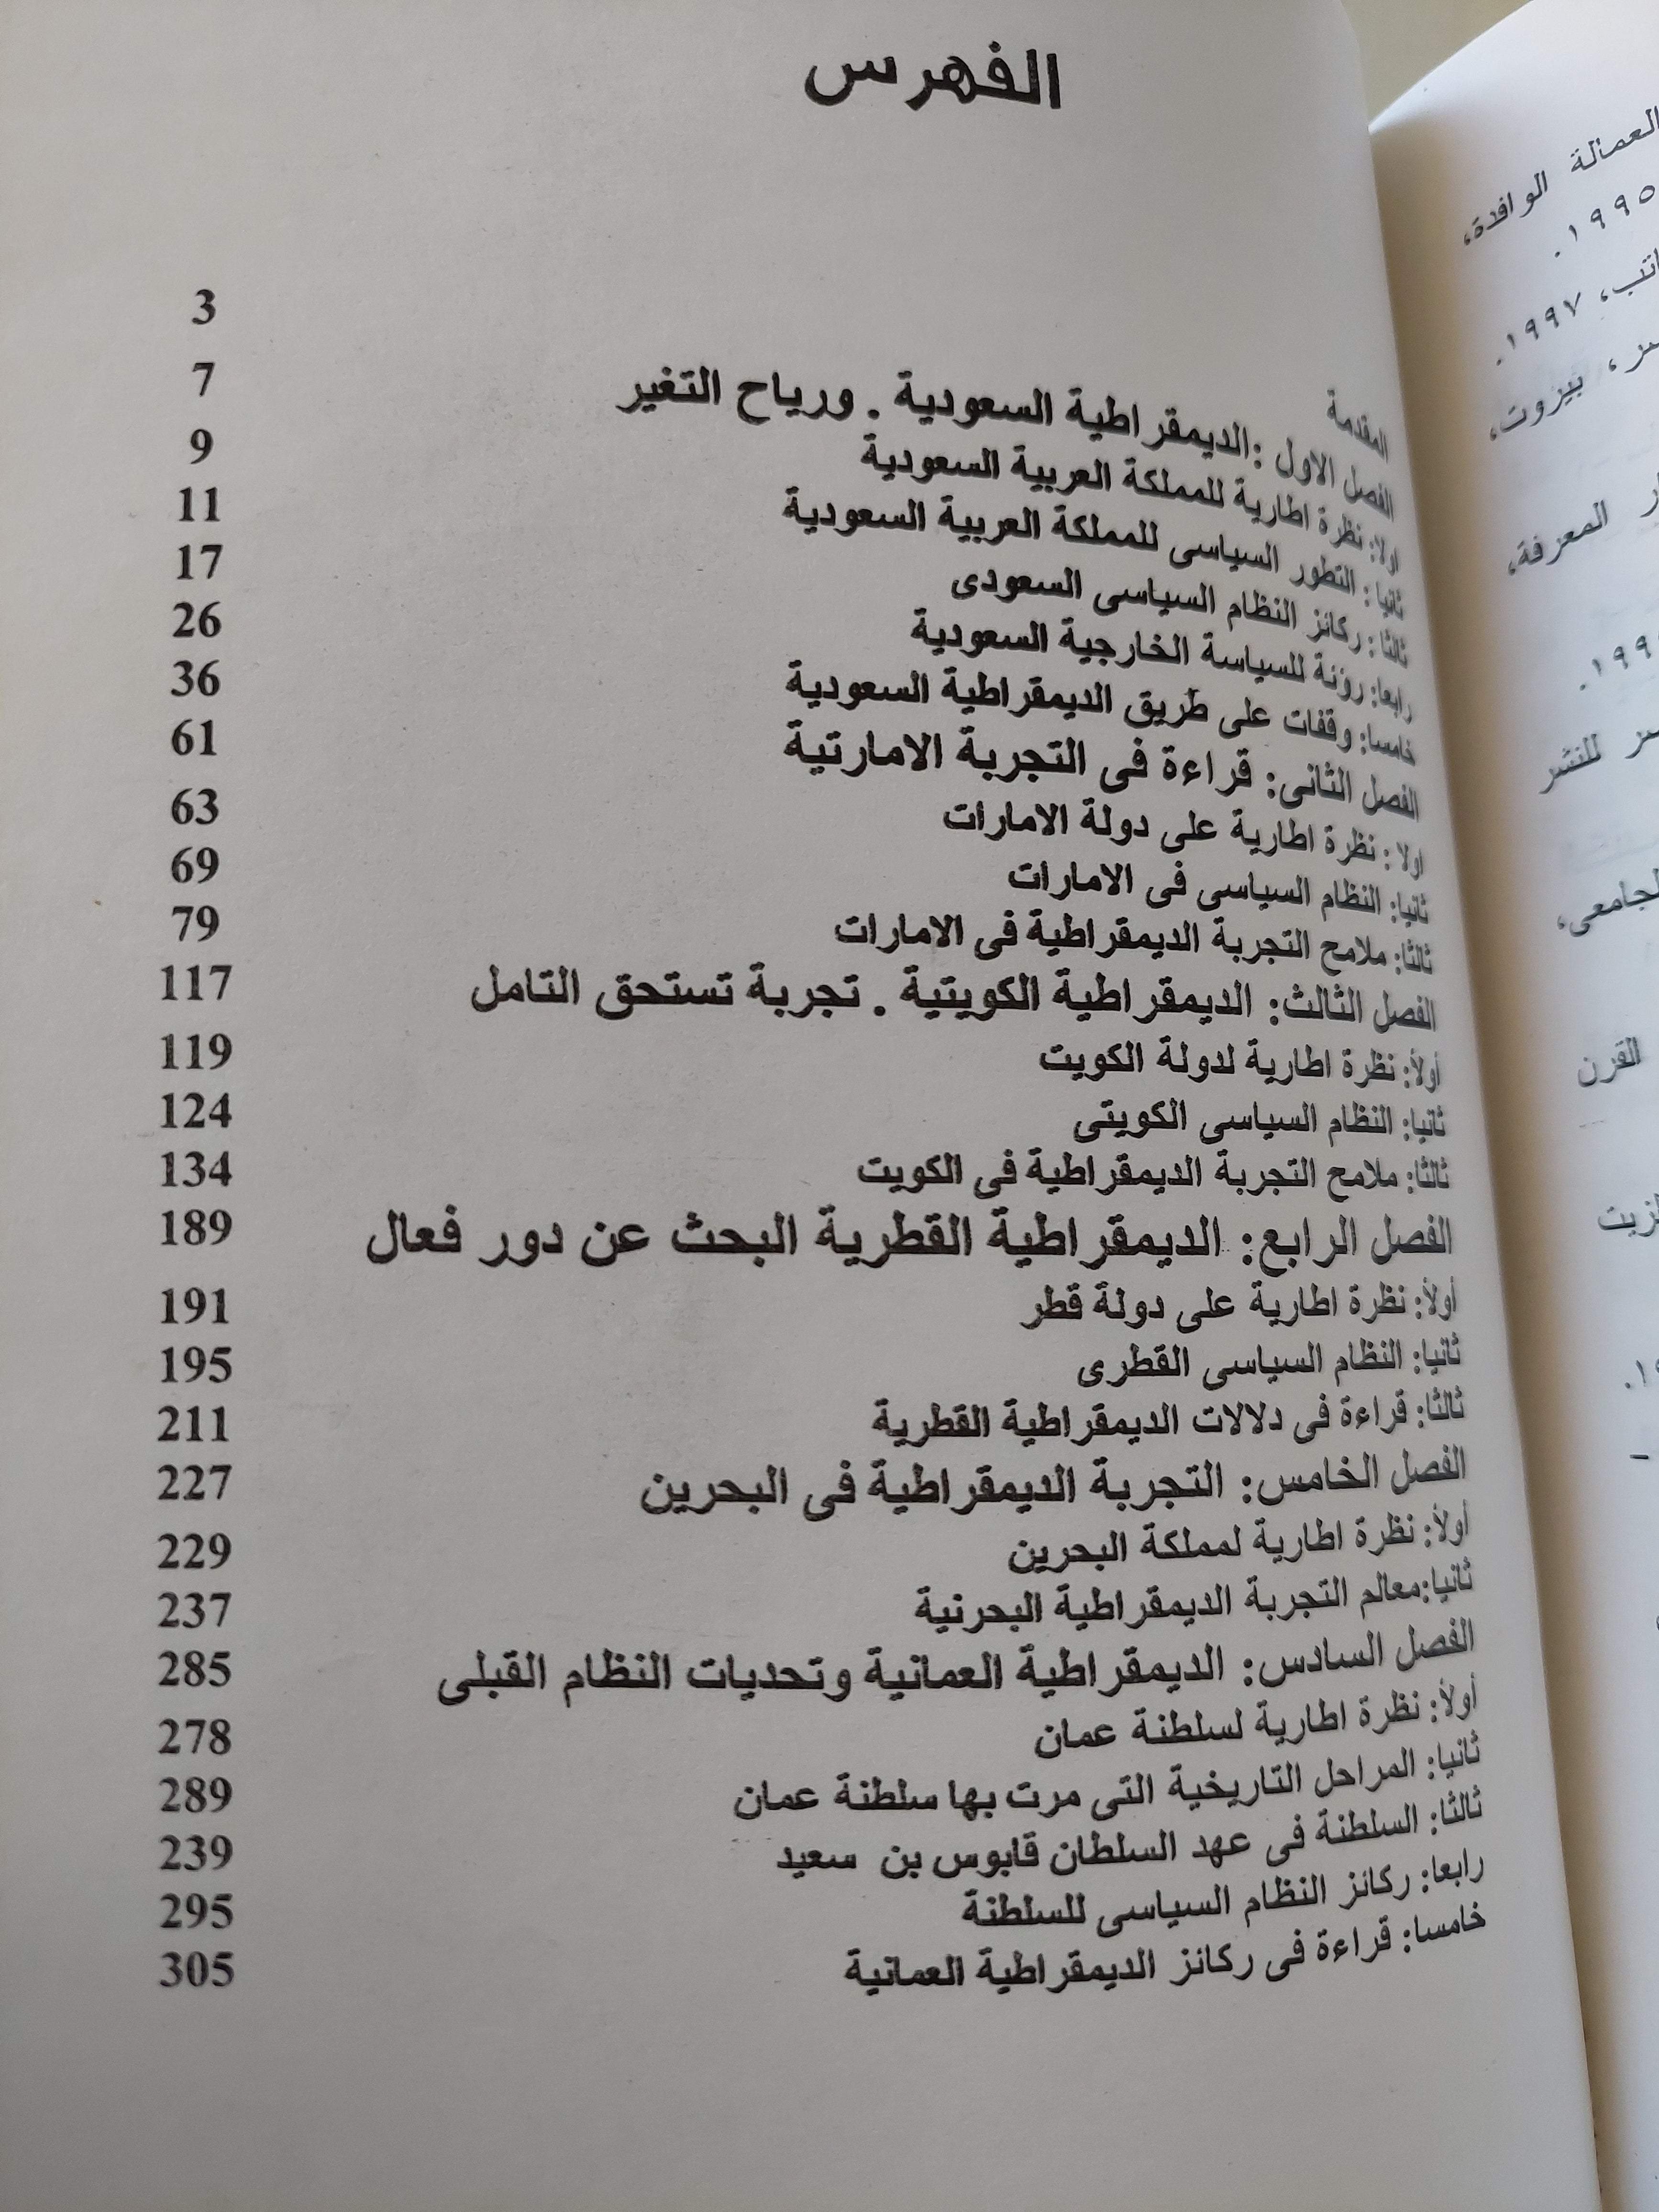 الفهرس
المقدمة 3
الفصل الاول :الديمقراطية السعودية . ورياح التغير 7
اولا: نظرة اطارية للمملكة العربية السعودية 9
ثانيا : التطور السياسى للمملكة العربية السعودية 11
ثالثا : ركائز النظام السياسى السعودى 17
رابعا: رؤئة للسياسة الخارجية السعودية 26
خامسا: وقفات على طريق الديمقراطية السعودية 36
الفصل الثانى: قراءة فى التجربة الامارتية 61
اولا : نظرة اطارية على دولة الامارات 63
ثانيا: النظام السياسى فى الامارات 69
ثالثا: ملامح التجربة الديمقراطية فى الامارات 79
الفصل الثالث: الديمقراطية الكويتية . تجربة تستحق التامل 117
أولاً: نظرة اطارية لدولة الكويت 119
ثانيا: النظام السياسى الكويتى 124
ثالثا: ملامح التجربة الديمقراطية فى الكويت 134
الفصل الرابع: الديمقراطية القطرية البحث عن دور فعال 189
أولاً: نظرة اطارية على دولة قطر 191
ثانيا: النظام السياسى القطرى 195
ثالثا: قراءة فى دلالات الديمقراطية القطرية 211
الفصل الخامس: التجربة الديمقراطية فى البحرين 227
أولاً: نظرة اطارية لمملكة البحرين 229
ثانيا:معالم التجربة الديمقراطية البحرنية 237
الفصل السادس: الديمقراطية العمانية وتحديات النظام القبلى 285
أولاً: نظرة اطارية لسلطنة عمان 278
ثانيا: المراحل التاريخية التى مرت بها سلطنة عمان 289
ثالثا: السلطنة فى عهد السلطان قابوس بن سعيد 239
رابعا: ركائز النظام السياسى للسلطنة 295
خامسا: قراءة فى ركائز الديمقراطية العمانية 305
العمالة الوافدة،
١٩٩٥.
١٩٩٧.
بيروت،
المعرفة،
للنشر
القرن